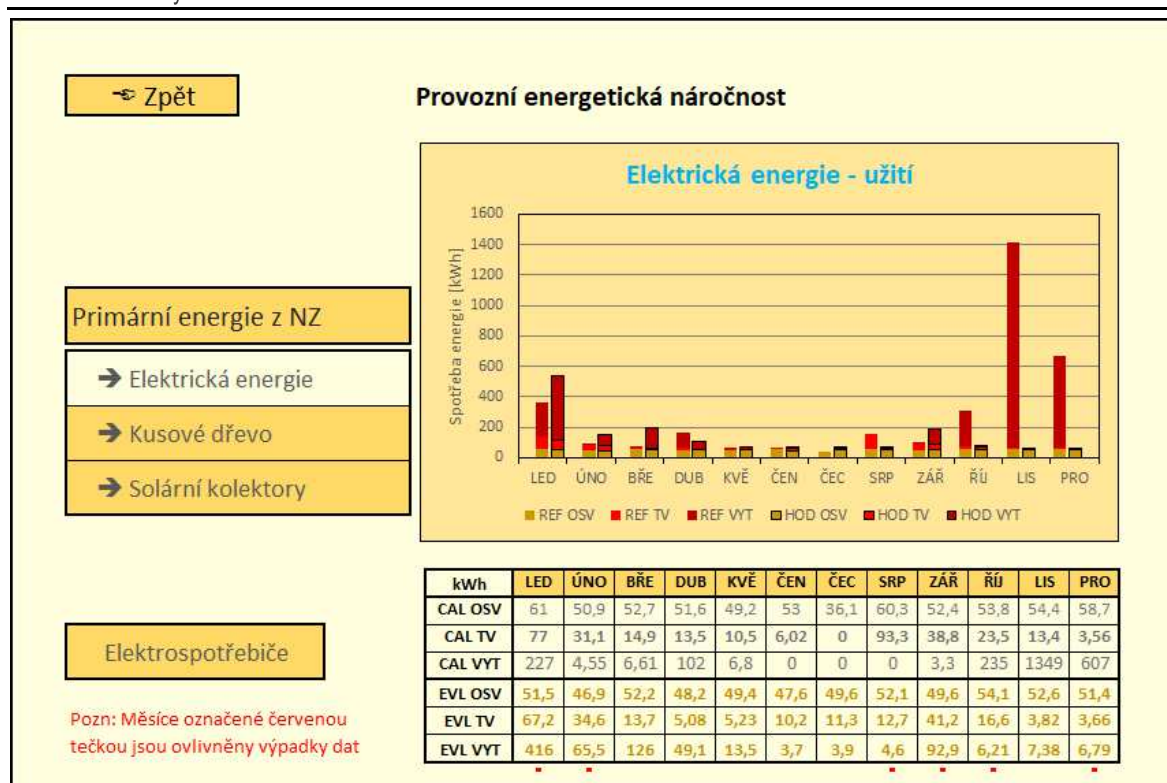 ☜ Zpět
Provozní energetická náročnost
Elektrická energie - užití
Spotřeba energie [kWh]
1600
1400
1200
1000
800
600
400
200
0
LED ÚNO BŘE DUB KVĚ ČEN ČEC SRP ZÁŘ ŘÍJ LIS PRO
REF OSV REF TV REF VYT HOD OSV HOD TV HOD VYT
Primární energie z NZ
➔ Elektrická energie
➔ Kusové dřevo
➔ Solární kolektory
kWh LED ÚNO BŘE DUB KVĚ ČEN ČEC SRP ZÁŘ ŘÍJ LIS PRO
CAL OSV 61 50,9 52,7 51,6 49,2 53 36,1 60,3 52,4 53,8 54,4 58,7
CAL TV 77 31,1 14,9 13,5 10,5 6,02 0 93,3 38,8 23,5 13,4 3,56
CAL VYT 227 4,55 6,61 102 6,8 0 0 0 3,3 235 1349 607
EVL OSV 51,5 46,9 52,2 48,2 49,4 47,6 49,6 52,1 49,6 54,1 52,6 51,4
EVL TV 67,2 34,6 13,7 5,08 5,23 10,2 11,3 12,7 41,2 16,6 3,82 3,66
EVL VYT 416 65,5 126 49,1 13,5 3,7 3,9 4,6 92,9 6,21 7,38 6,79
Elektrospotřebiče
Pozn: Měsíce označené červenou
tečkou jsou ovlivněny výpadky dat